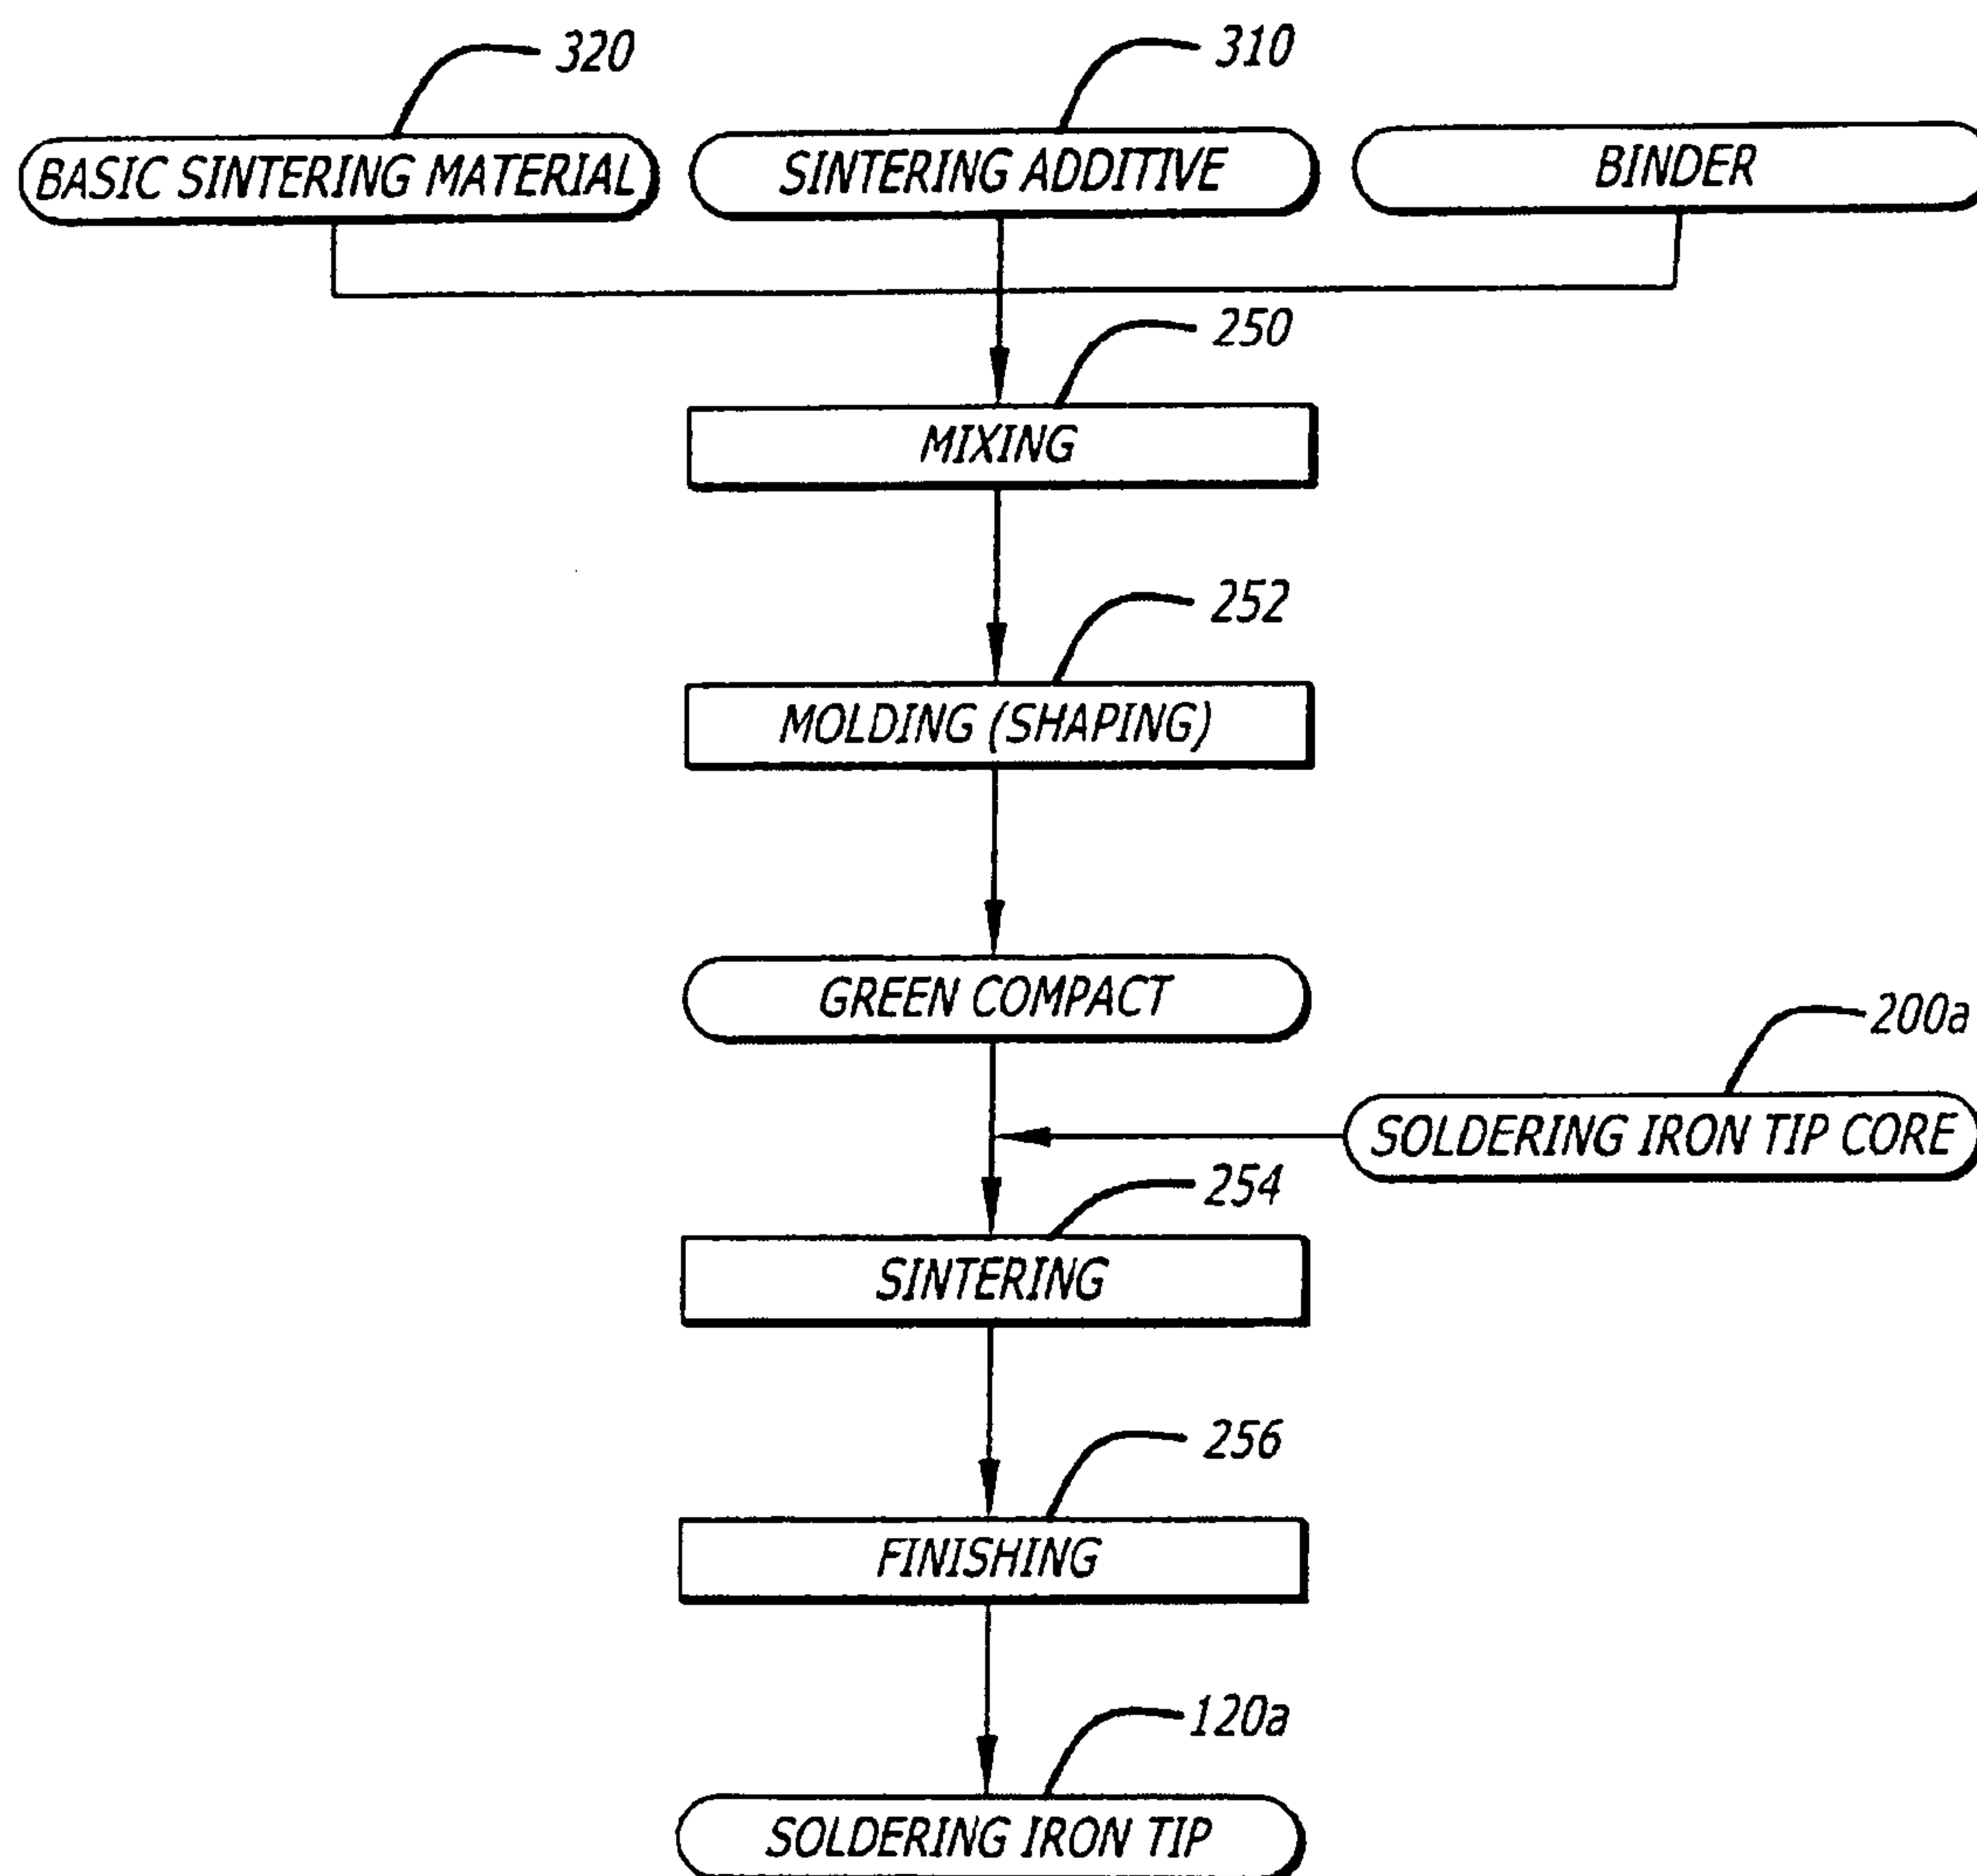 320
310
BASIC SINTERING MATERIAL
SINTERING ADDITIVE
BINDER
250
MIXING
252
MOLDING (SHAPING)
GREEN COMPACT
200a
SOLDERING IRON TIP CORE
254
SINTERING
256
FINISHING
120a
SOLDERING IRON TIP